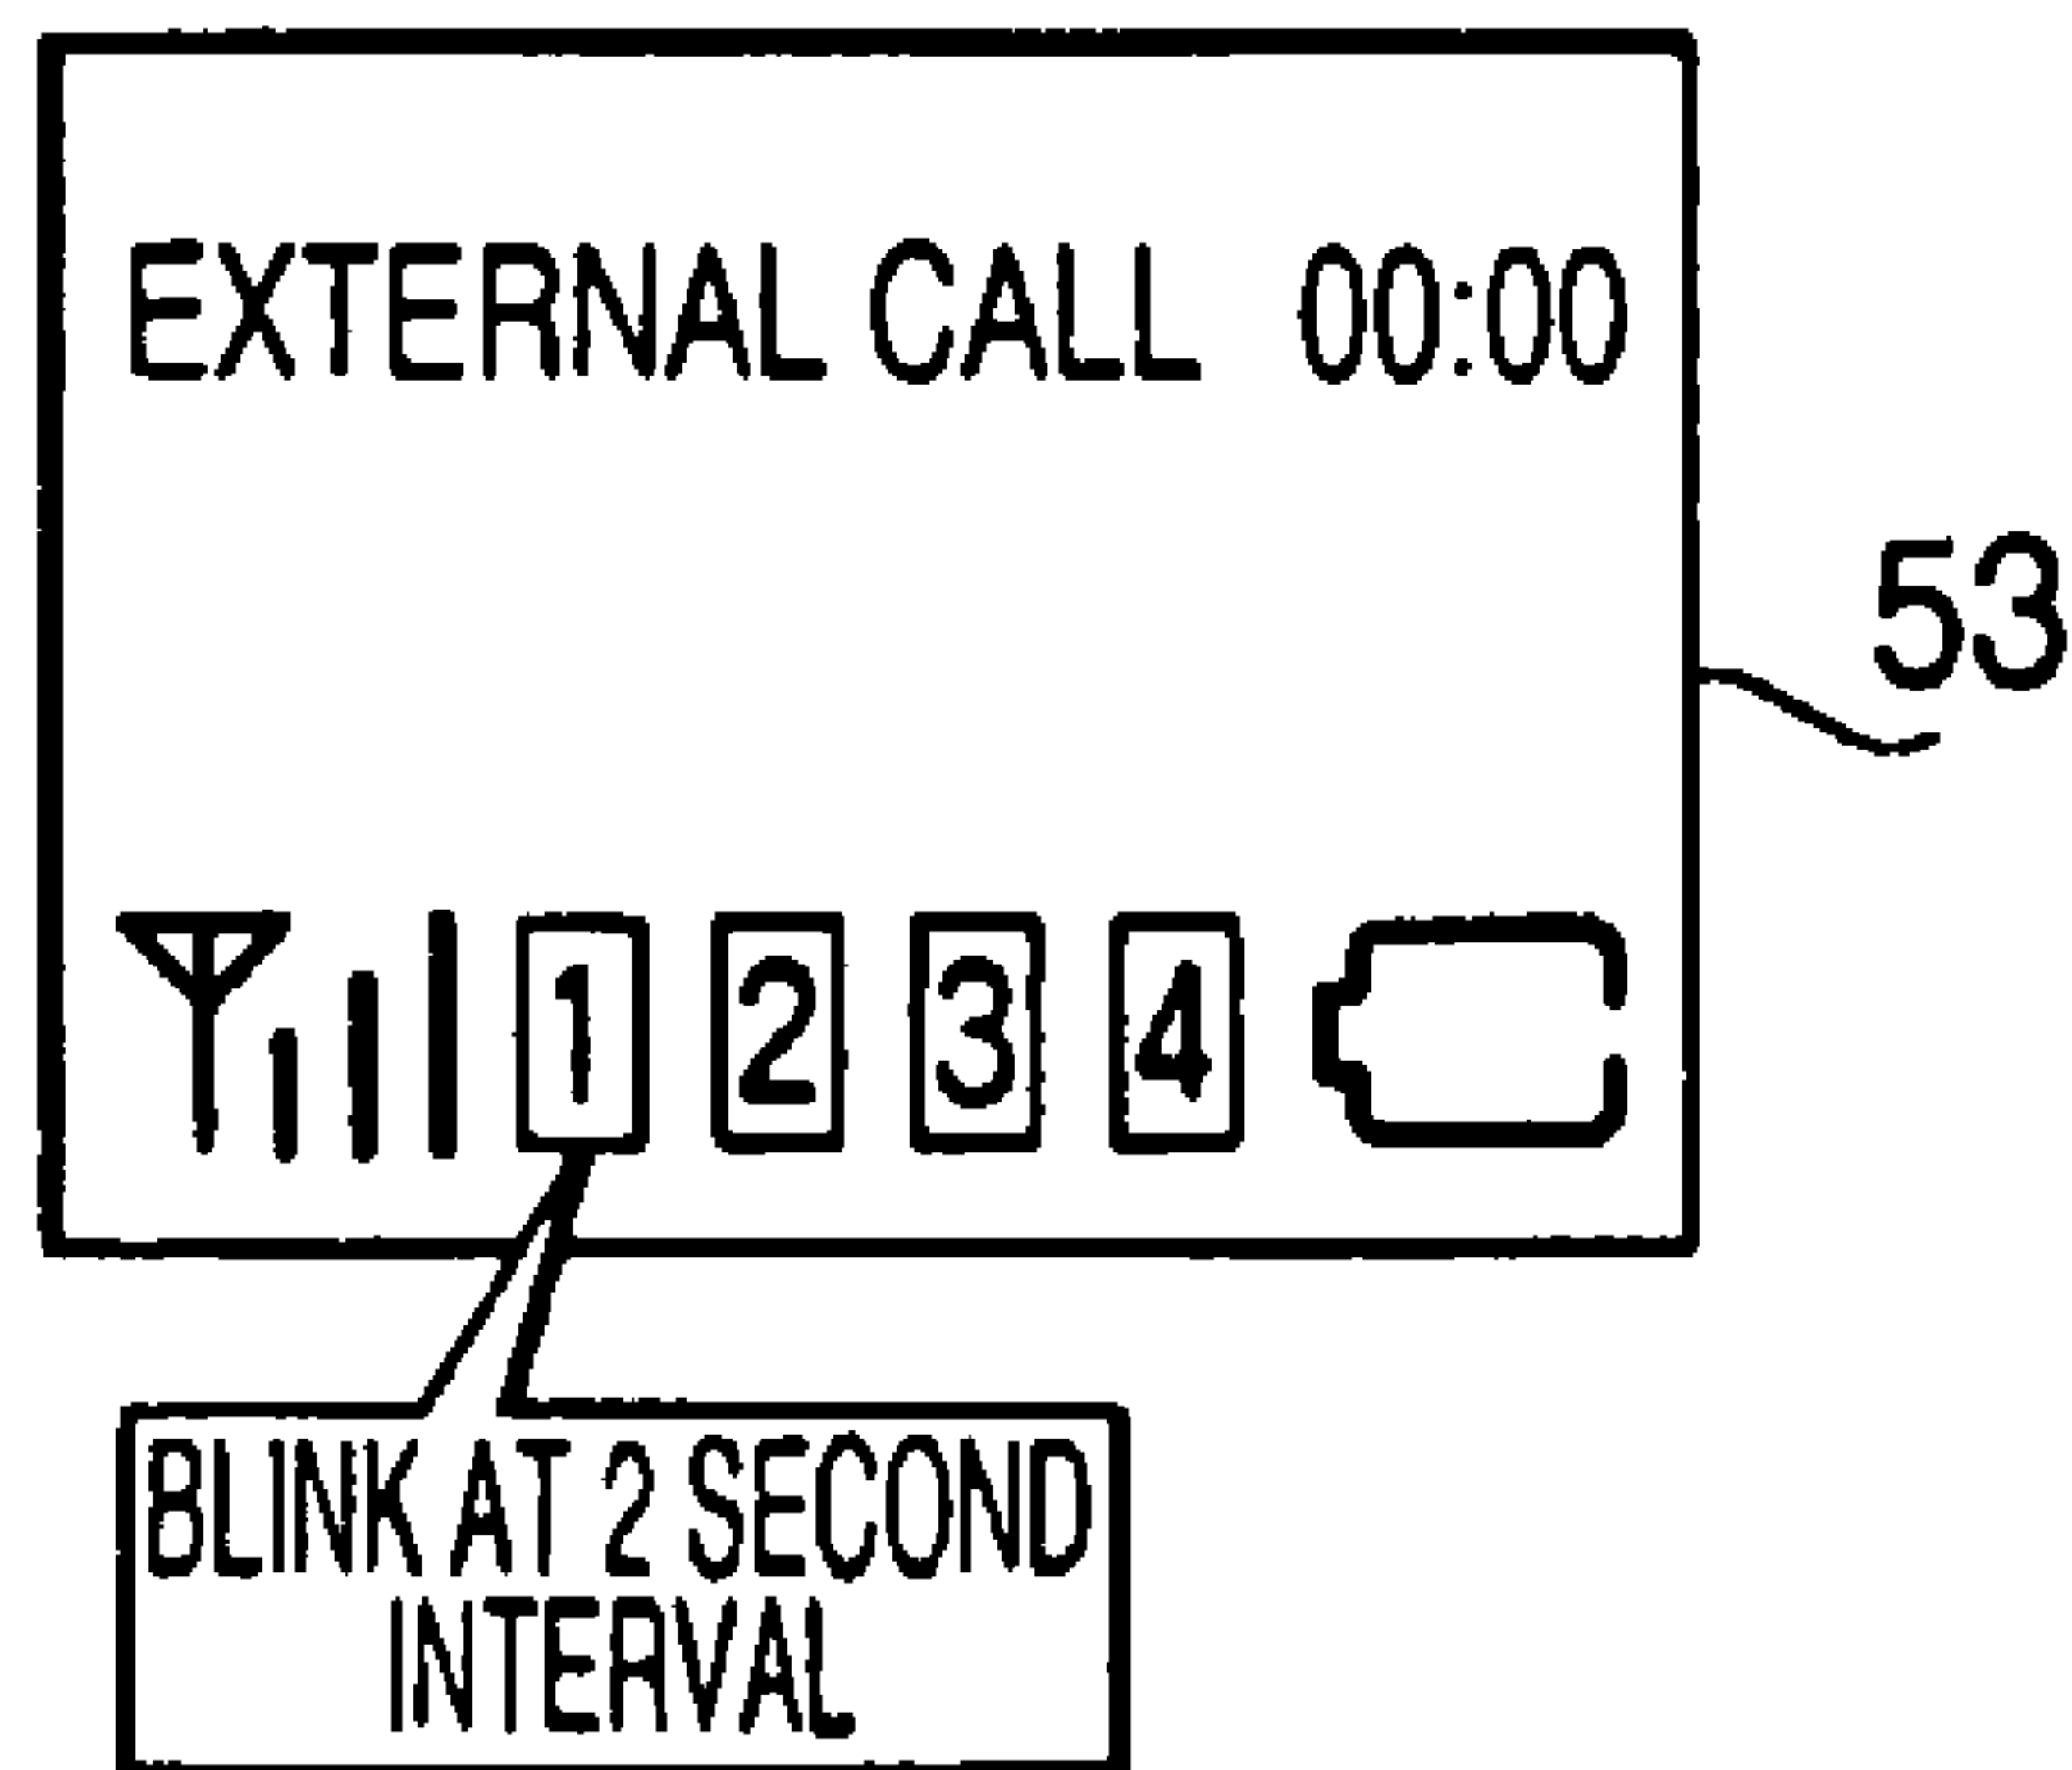 EXTERNAL CALL 00:00
53
1 2 3 4
BLINK AT 2 SECOND
INTERVAL